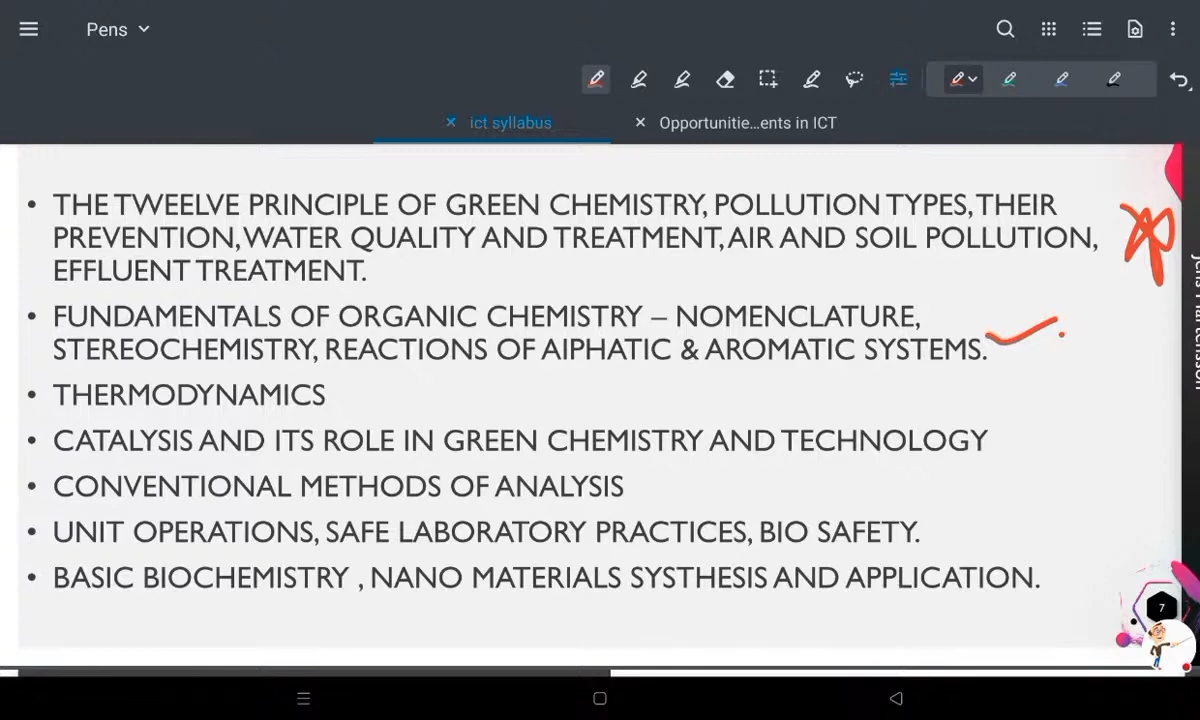 Pens
ict syllabus
Opportunitie...ents in ICT
• THE TWEELVE PRINCIPLE OF GREEN CHEMISTRY, POLLUTION TYPES, THEIR
PREVENTION, WATER QUALITY AND TREATMENT, AIR AND SOIL POLLUTION,
EFFLUENT TREATMENT.
• FUNDAMENTALS OF ORGANIC CHEMISTRY – NOMENCLATURE,
STEREOCHEMISTRY, REACTIONS OF AIPHATIC & AROMATIC SYSTEMS.
• THERMODYNAMICS
• CATALYSIS AND ITS ROLE IN GREEN CHEMISTRY AND TECHNOLOGY
• CONVENTIONAL METHODS OF ANALYSIS
• UNIT OPERATIONS, SAFE LABORATORY PRACTICES, BIO SAFETY.
• BASIC BIOCHEMISTRY , NANO MATERIALS SYSTHESIS AND APPLICATION.
7